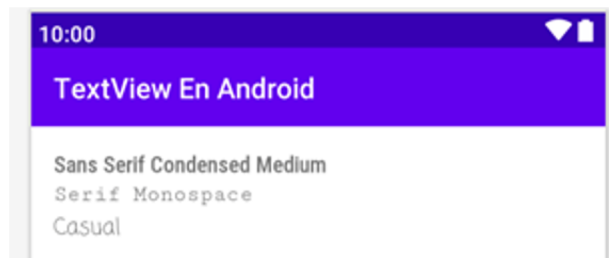 10:00
TextView En Android
Sans Serif Condensed Medium
Serif Monospace
Casual